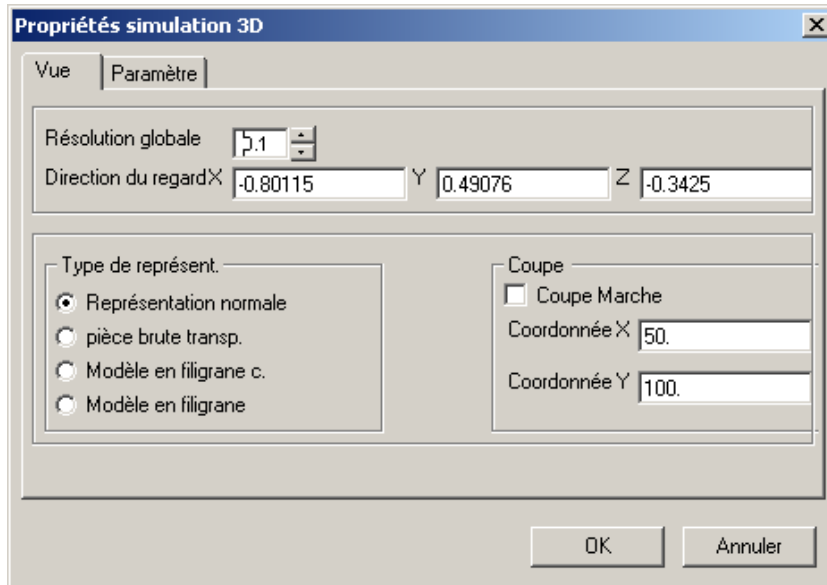 Propriétés simulation 3D
Vue Paramètre
Résolution globale .1
Direction du regard X -0.80115 Y 0.49076 Z -0.3425
Type de représent.
Représentation normale
pièce brute transp.
Modèle en filigrane c.
Modèle en filigrane
Coupe
Coupe Marche
Coordonnée X 50.
Coordonnée Y 100.
OK Annuler